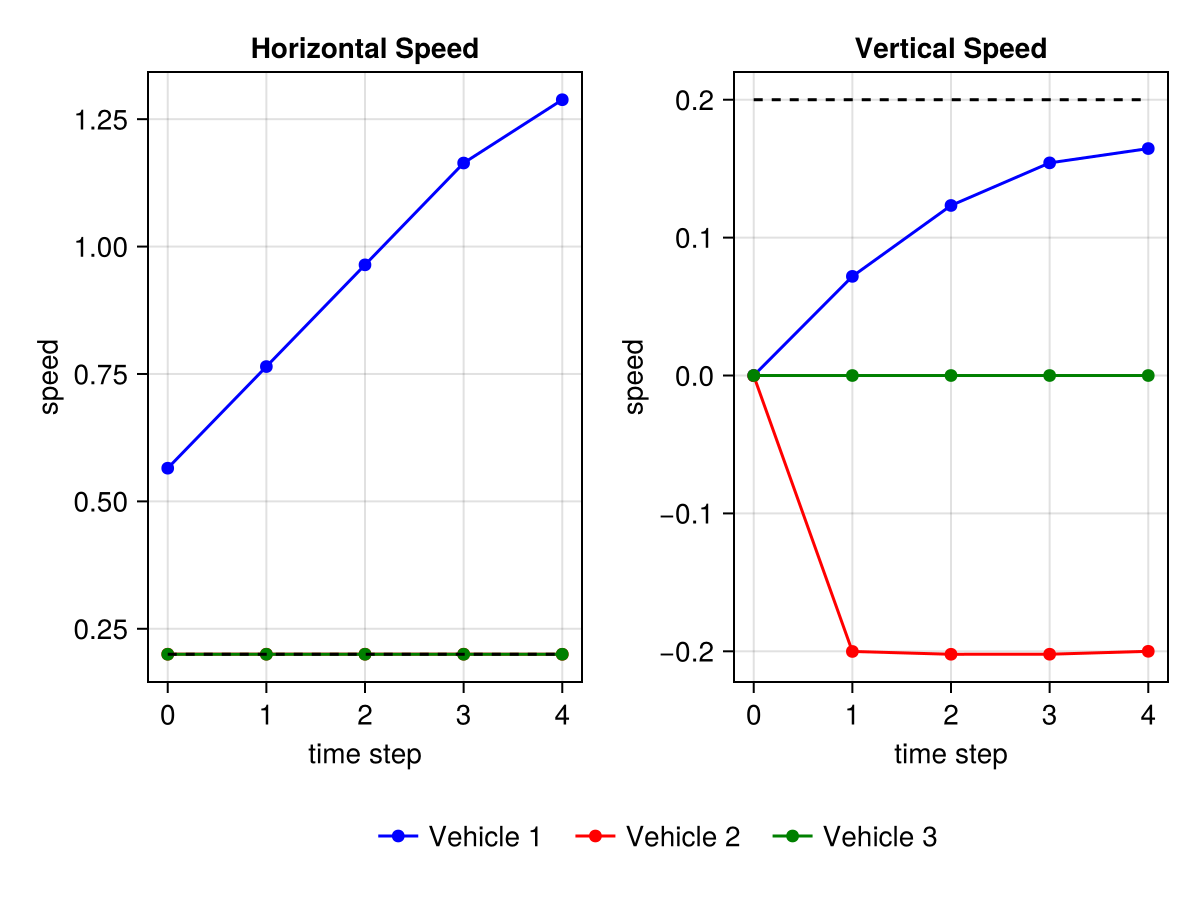 Horizontal Speed
speed
1.25
1.00
0.75
0.50
0.25
0 1 2 3 4
time step
Vertical Speed
speed
0.2
0.1
0.0
−0.1
−0.2
0 1 2 3 4
time step
Vehicle 1 Vehicle 2 Vehicle 3